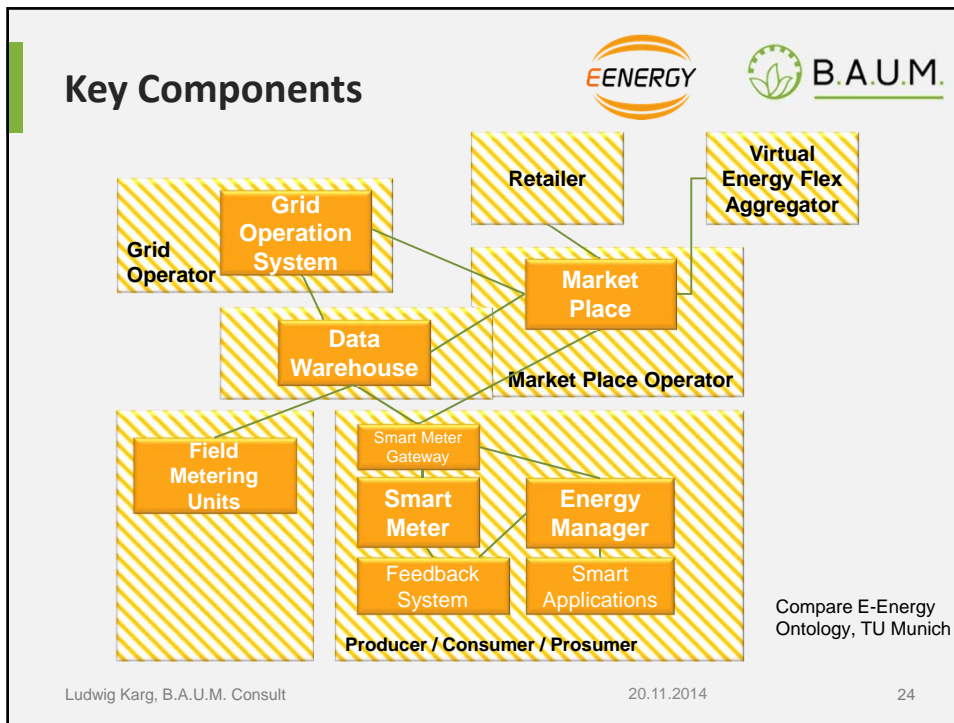 Key Components
EENERGY
B.A.U.M.
Retailer
Virtual
Energy Flex
Aggregator
Grid
Operator
Grid
Operation
System
Market
Place
Data
Warehouse
Market Place Operator
Field
Metering
Units
Smart Meter
Gateway
Smart
Meter
Energy
Manager
Feedback
System
Smart
Applications
Producer / Consumer / Prosumer
Compare E-Energy
Ontology, TU Munich
Ludwig Karg, B.A.U.M. Consult
20.11.2014
24